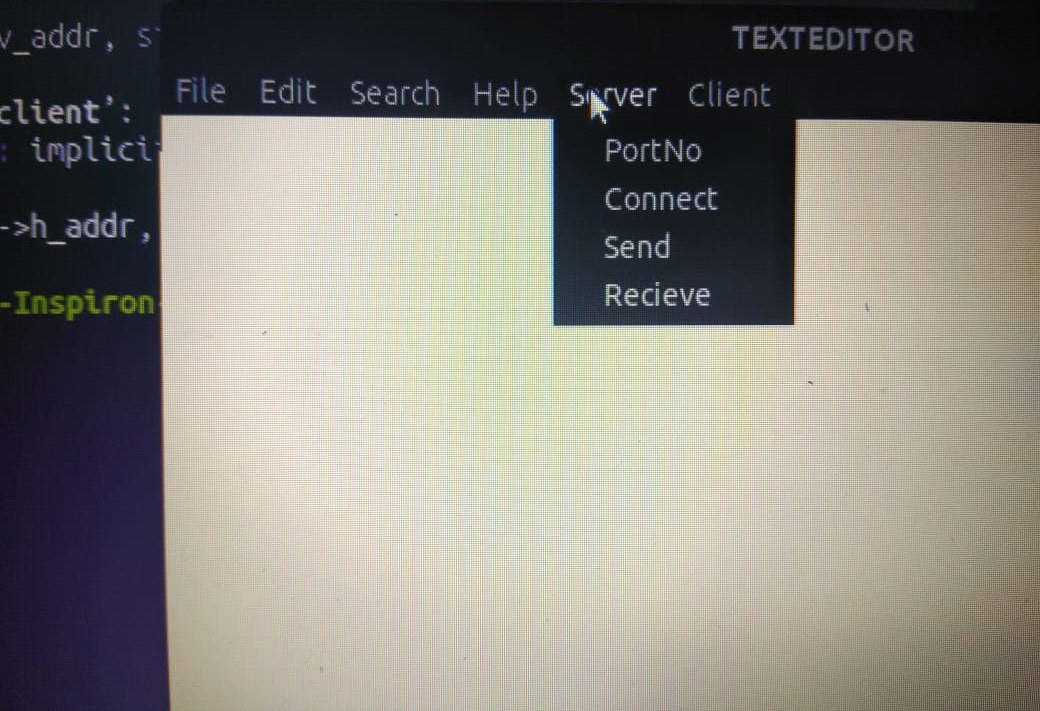 v_addr, s
TEXTEDITOR
File Edit Search Help Server Client
client’:
: implici
PortNo
Connect
->h_addr,
Send
-Inspiron
Recieve